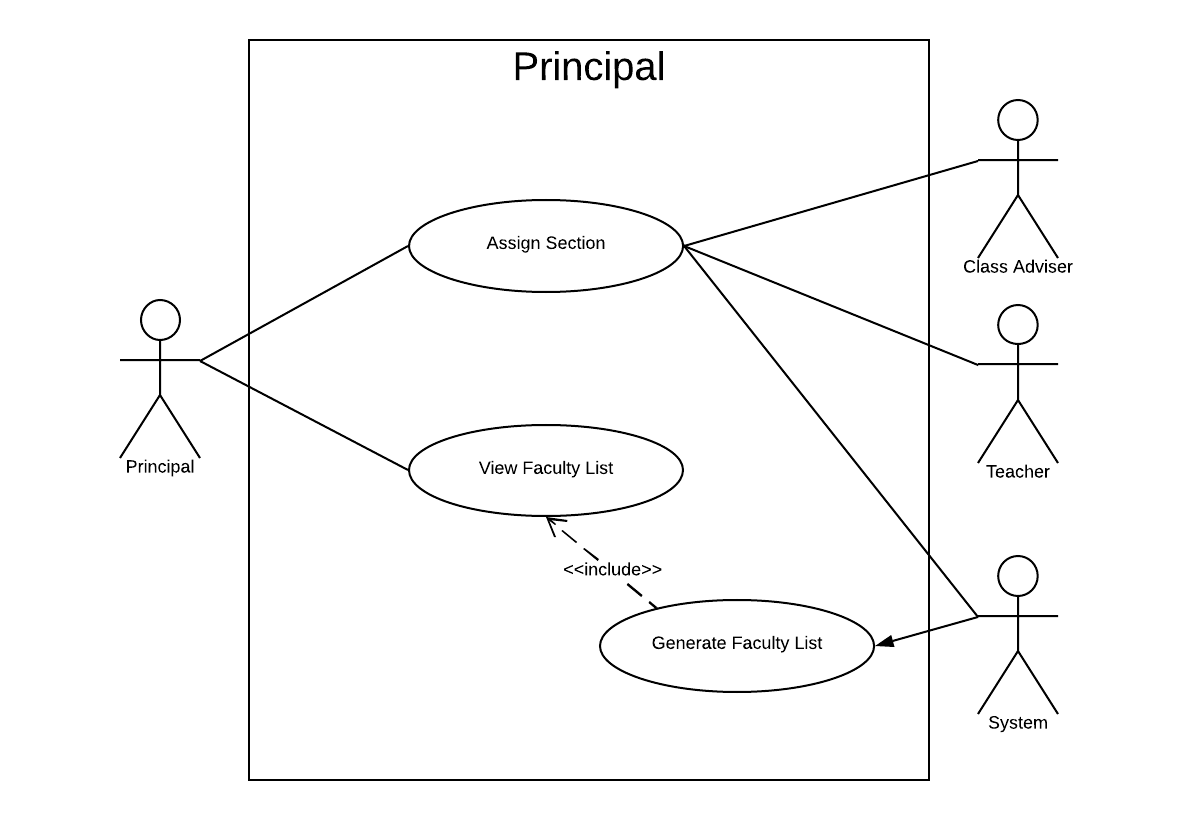 Principal
Assign Section
Class Adviser
Principal
View Faculty List
Teacher
<<include>>
Generate Faculty List
System